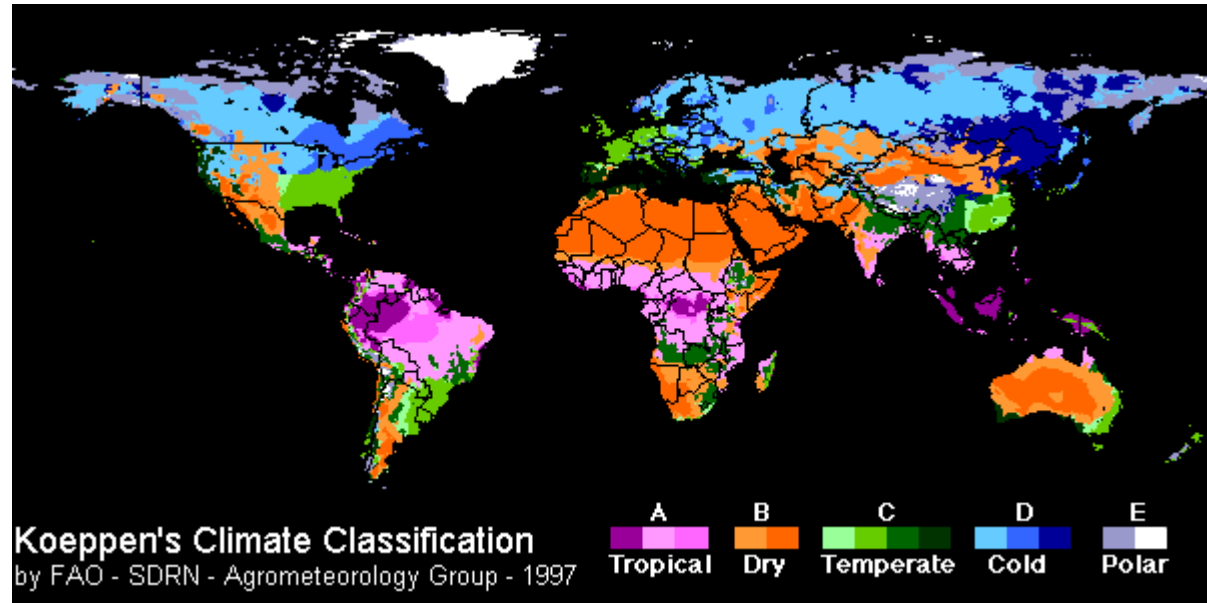 A B C D E
Tropical Dry Temperate Cold Polar
Koeppen's Climate Classification
by FAO - SDRN - Agrometeorology Group - 1997